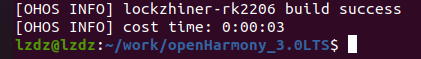 [OHOS INFO] lockzhiner-rk2206 build success
[OHOS INFO] cost time: 0:00:03
lzdz@lzdz:~/work/openHarmony_3.0LTS$